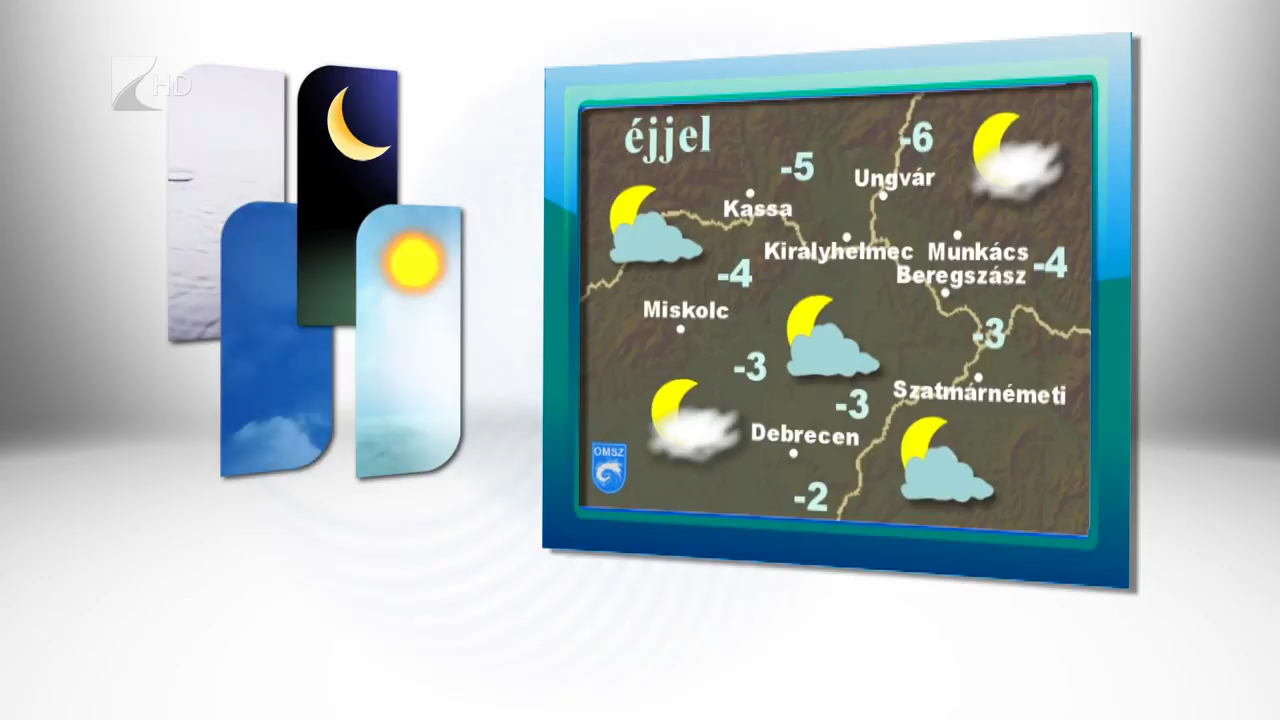 HD
éjjel
-6
-5
Ungvár
Kassa
Királyhelmec
Munkács
-4
Beregszász
-4
Miskolc
-3
-3
Szatmárnémeti
-3
Debrecen
OMSZ
-2